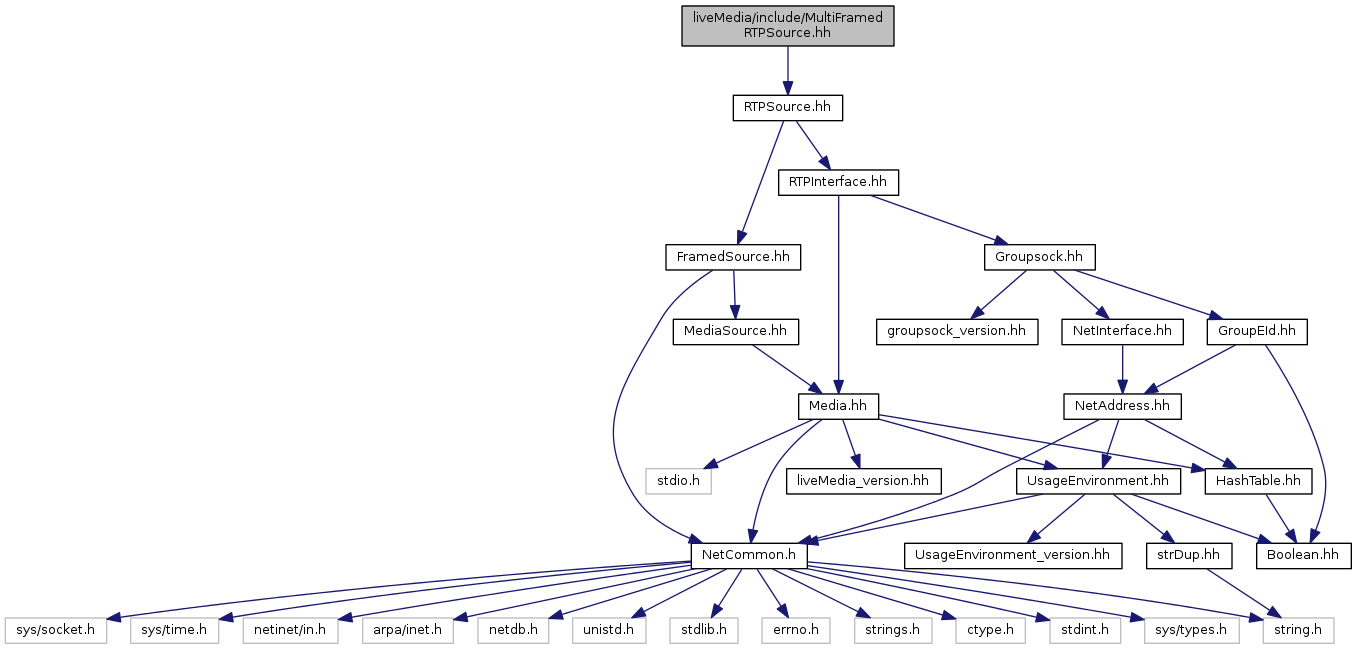 liveMedia/include/MultiFramed
RTPSource.hh
RTPSource.hh
RTPInterface.hh
FramedSource.hh
Groupsock.hh
MediaSource.hh
groupsock_version.hh
NetInterface.hh
GroupEId.hh
Media.hh
NetAddress.hh
stdio.h
liveMedia_version.hh
UsageEnvironment.hh
HashTable.hh
NetCommon.h
UsageEnvironment_version.hh
strDup.hh
Boolean.hh
sys/socket.h
sys/time.h
netinet/in.h
arpa/inet.h
netdb.h
unistd.h
stdlib.h
errno.h
strings.h
ctype.h
stdint.h
sys/types.h
string.h